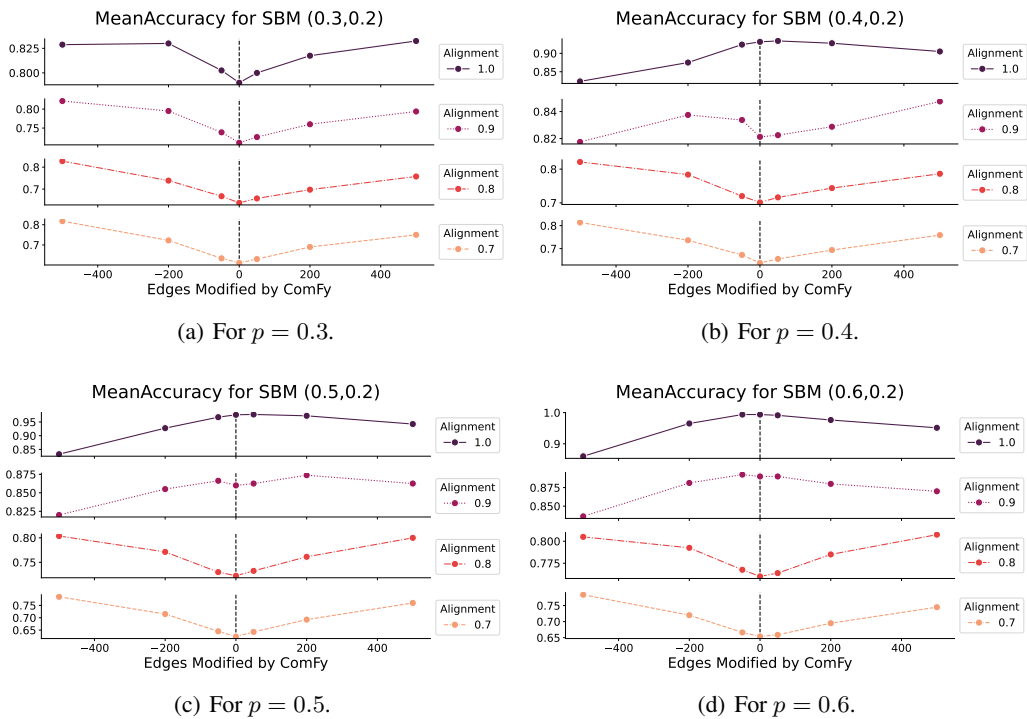 MeanAccuracy for SBM (0.3,0.2)
0.825
0.800
Alignment
1.0
0.80
0.75
Alignment
0.9
0.8
0.7
Alignment
0.8
0.8
0.7
Alignment
0.7
−400 −200 0 200 400
Edges Modified by ComFy
(a) For p = 0.3.
MeanAccuracy for SBM (0.4,0.2)
0.90
0.85
Alignment
1.0
0.84
0.82
Alignment
0.9
0.8
0.7
Alignment
0.8
0.8
0.7
Alignment
0.7
−400 −200 0 200 400
Edges Modified by ComFy
(b) For p = 0.4.
MeanAccuracy for SBM (0.5,0.2)
0.95
0.90
0.85
Alignment
1.0
0.875
0.850
0.825
Alignment
0.9
0.80
0.75
Alignment
0.8
0.75
0.70
0.65
Alignment
0.7
−400 −200 0 200 400
Edges Modified by ComFy
(c) For p = 0.5.
MeanAccuracy for SBM (0.6,0.2)
1.0
0.9
Alignment
1.0
0.875
0.850
Alignment
0.9
0.800
0.775
Alignment
0.8
0.75
0.70
0.65
Alignment
0.7
−400 −200 0 200 400
Edges Modified by ComFy
(d) For p = 0.6.